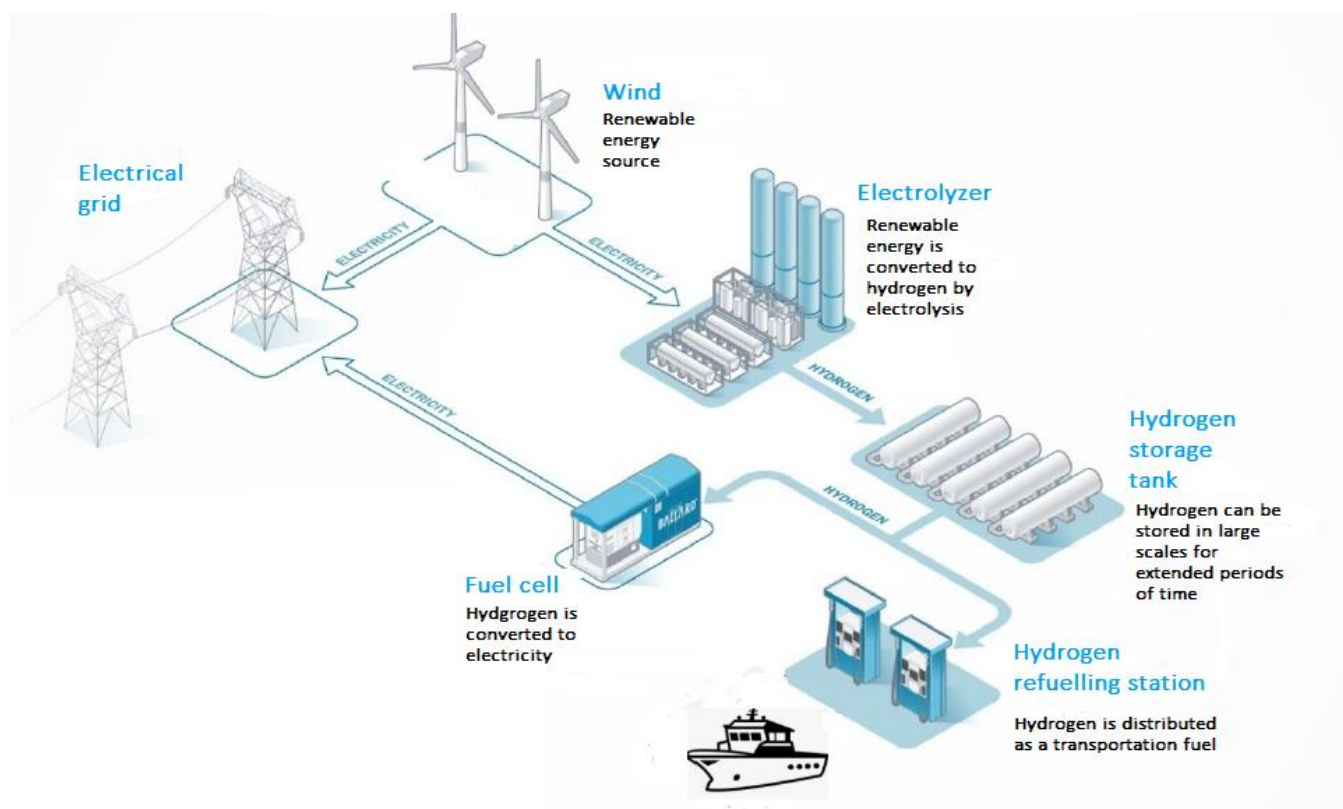 Wind
Renewable
energy
source
Electrical
grid
ELECTRICITY
ELECTRICITY
Electrolyzer
Renewable
energy is
converted to
hydrogen by
electrolysis
HYDROGEN
ELECTRICITY
Hydrogen
storage
tank
Hydrogen can be
stored in large
scales for
extended periods
of time
HYDROGEN
BALLARD
Fuel cell
Hydgrogen is
converted to
electricity
Hydrogen
refuelling station
Hydrogen is distributed
as a transportation fuel